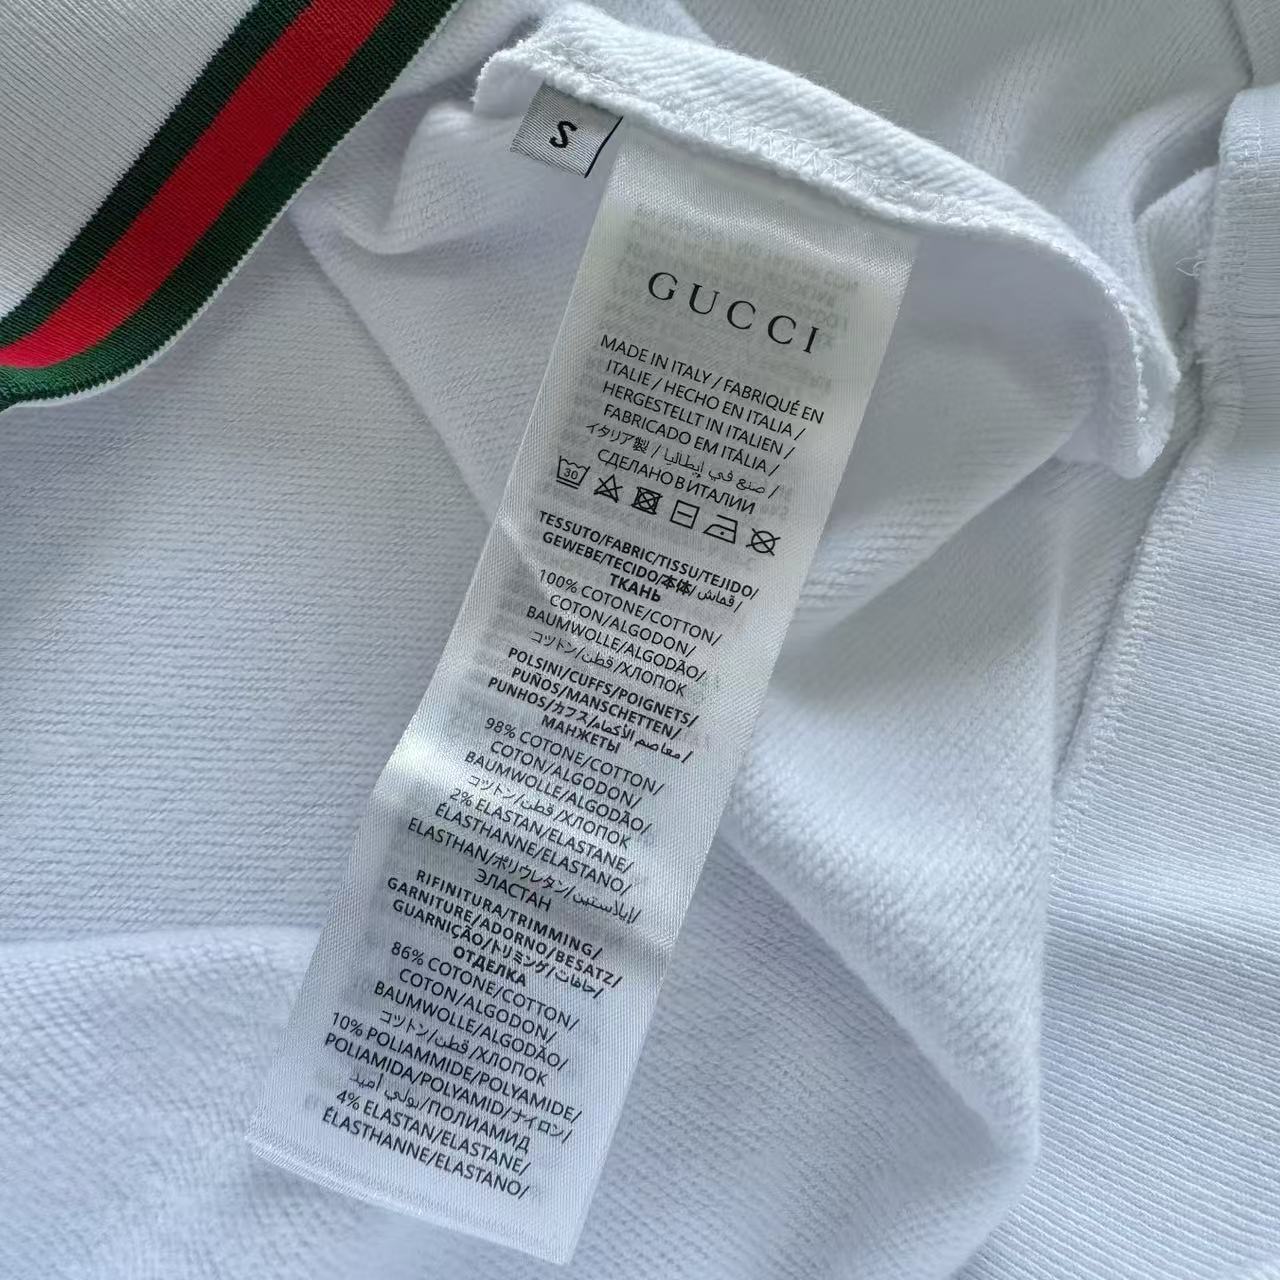 S
GUCCI
MADE IN ITALY / FABRIQUÉ EN
ITALIE / HECHO EN ITALIA /
HERGESTELLT IN ITALIEN /
FABRICADO EM ITÁLIA /
イタリア製 / صنع في إيطاليا /
СДЕЛАНО В ИТАЛИИ
30
TESSUTO/FABRIC/TISSU/TEJIDO/
GEWEBE/TECIDO/本体/قماش/
ТКАНЬ
100% COTONE/COTTON/
COTON/ALGODON/
BAUMWOLLE/ALGODÃO/
コットン/قطن/ХЛОПОК
POLSINI/CUFFS/POIGNETS/
PUÑOS/MANSCHETTEN/
PUNHOS/カフス/معاصم الأكمام/
МАНЖЕТЫ
98% COTONE/COTTON/
COTON/ALGODON/
BAUMWOLLE/ALGODÃO/
コットン/قطن/ХЛОПОК
2% ELASTAN/ELASTANE/
ÉLASTHANNE/ELASTANO/
ELASTHAN/ポリウレタン/إيلاستين/
ЭЛАСТАН
RIFINITURA/TRIMMING/
GARNITURE/ADORNO/BESATZ/
GUARNIÇÃO/トリミング/حافات/
ОТДЕЛКА
86% COTONE/COTTON/
COTON/ALGODON/
BAUMWOLLE/ALGODÃO/
コットン/قطن/ХЛОПОК
10% POLIAMMIDE/POLYAMIDE/
POLIAMIDA/POLYAMID/ナイロン/
بولي أميد/ПОЛИАМИД
4% ELASTAN/ELASTANE/
ÉLASTHANNE/ELASTANO/